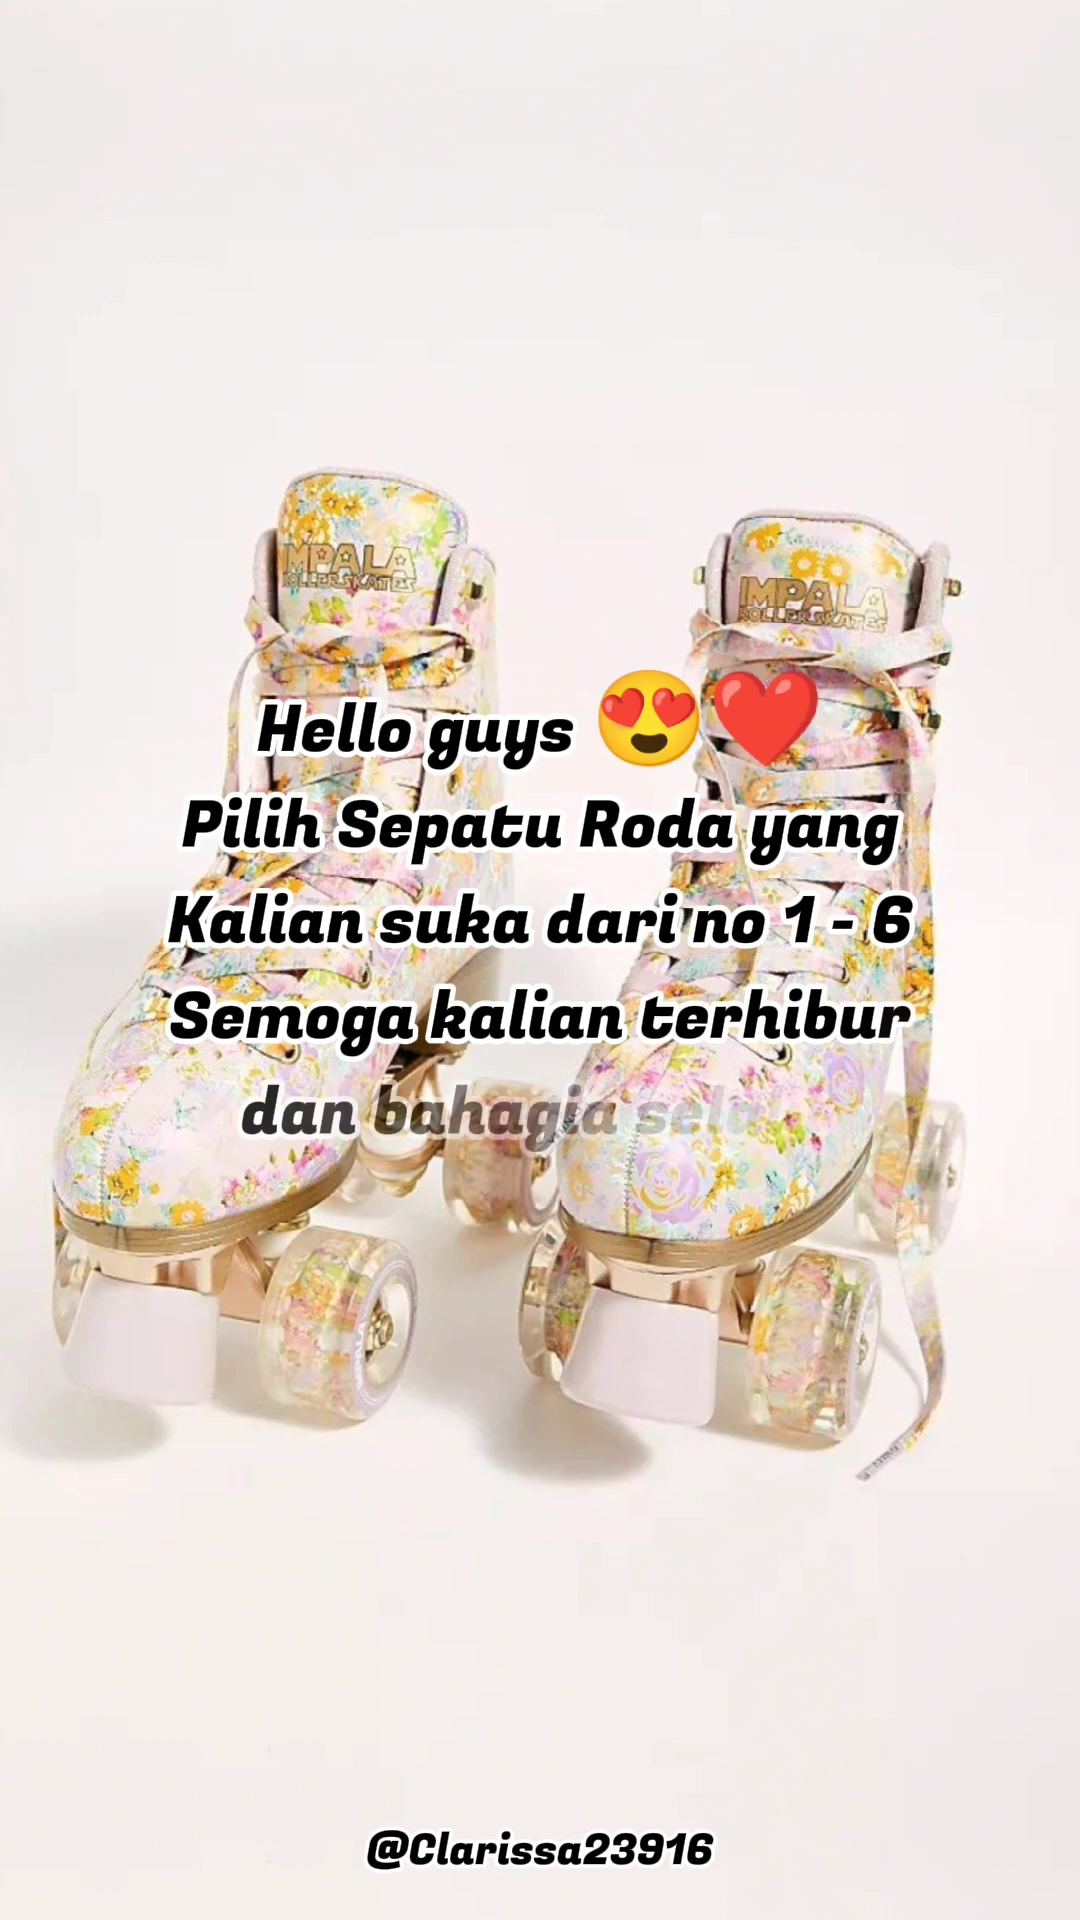 IMPALA
ROLLERSKATES
IMPALA
ROLLERSKATES
Hello guys 😍❤️
Pilih Sepatu Roda yang
Kalian suka dari no 1 - 6
Semoga kalian terhibur
dan bahagia sela
@Clarissa23916